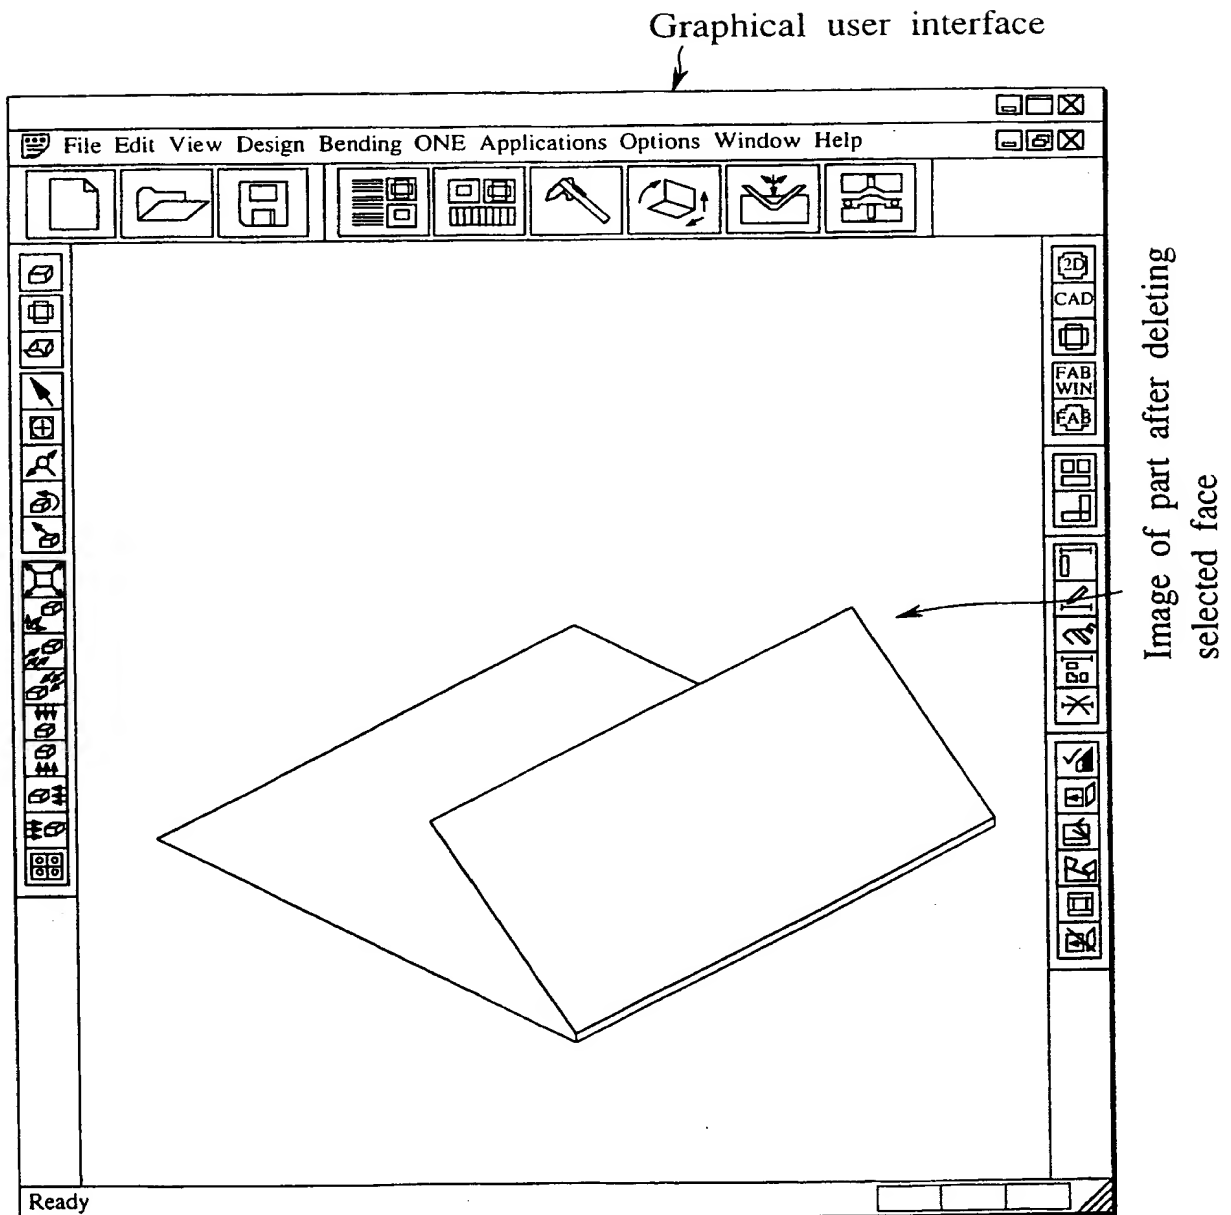 Graphical user interface
File Edit View Design Bending ONE Applications Options Window Help
2D
CAD
FAB
WIN
FAB
Image of part after deleting
selected face
Ready